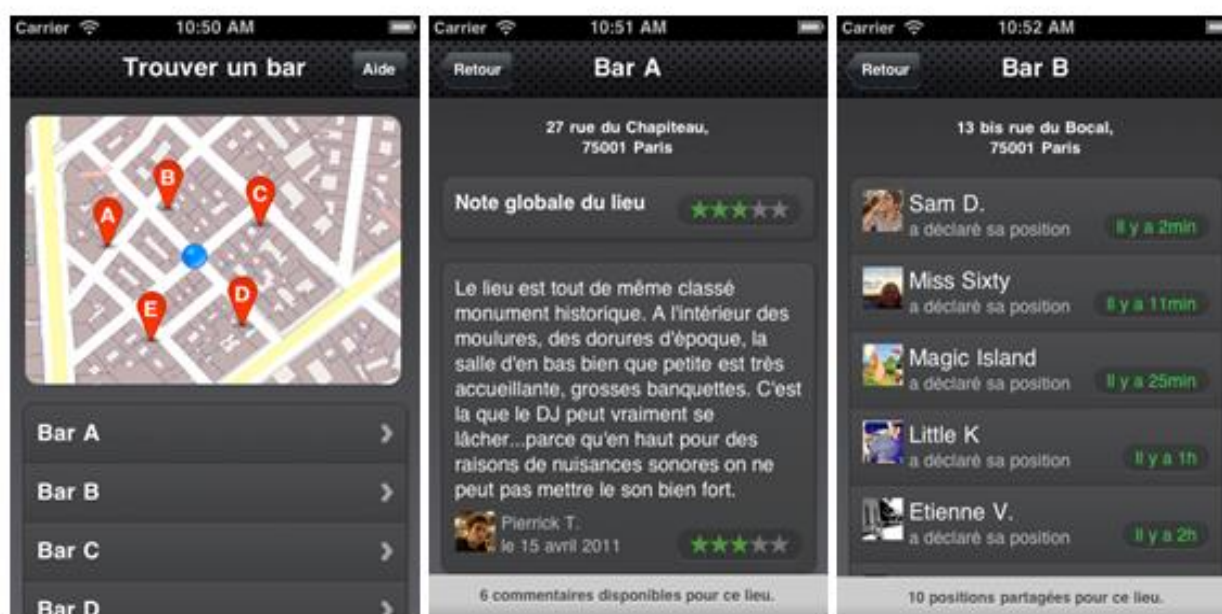 Carrier 10:50 AM
Trouver un bar Aide
B
C
A
D
E
Bar A
Bar B
Bar C
Bar D
Carrier 10:51 AM
Retour Bar A
27 rue du Chapiteau,
75001 Paris
Note globale du lieu
Le lieu est tout de même classé
monument historique. A l'intérieur des
moulures, des dorures d'époque, la
salle d'en bas bien que petite est très
accueillante, grosses banquettes. C'est
la que le DJ peut vraiment se
lâcher...parce qu'en haut pour des
raisons de nuisances sonores on ne
peut pas mettre le son bien fort.
Pierrick T.
le 15 avril 2011
6 commentaires disponibles pour ce lieu.
Carrier 10:52 AM
Retour Bar B
13 bis rue du Bocal,
75001 Paris
Sam D.
a déclaré sa position Il y a 2min
Miss Sixty
a déclaré sa position Il y a 11min
Magic Island
a déclaré sa position Il y a 25min
Little K
a déclaré sa position Il y a 1h
Etienne V.
a déclaré sa position Il y a 2h
10 positions partagées pour ce lieu.